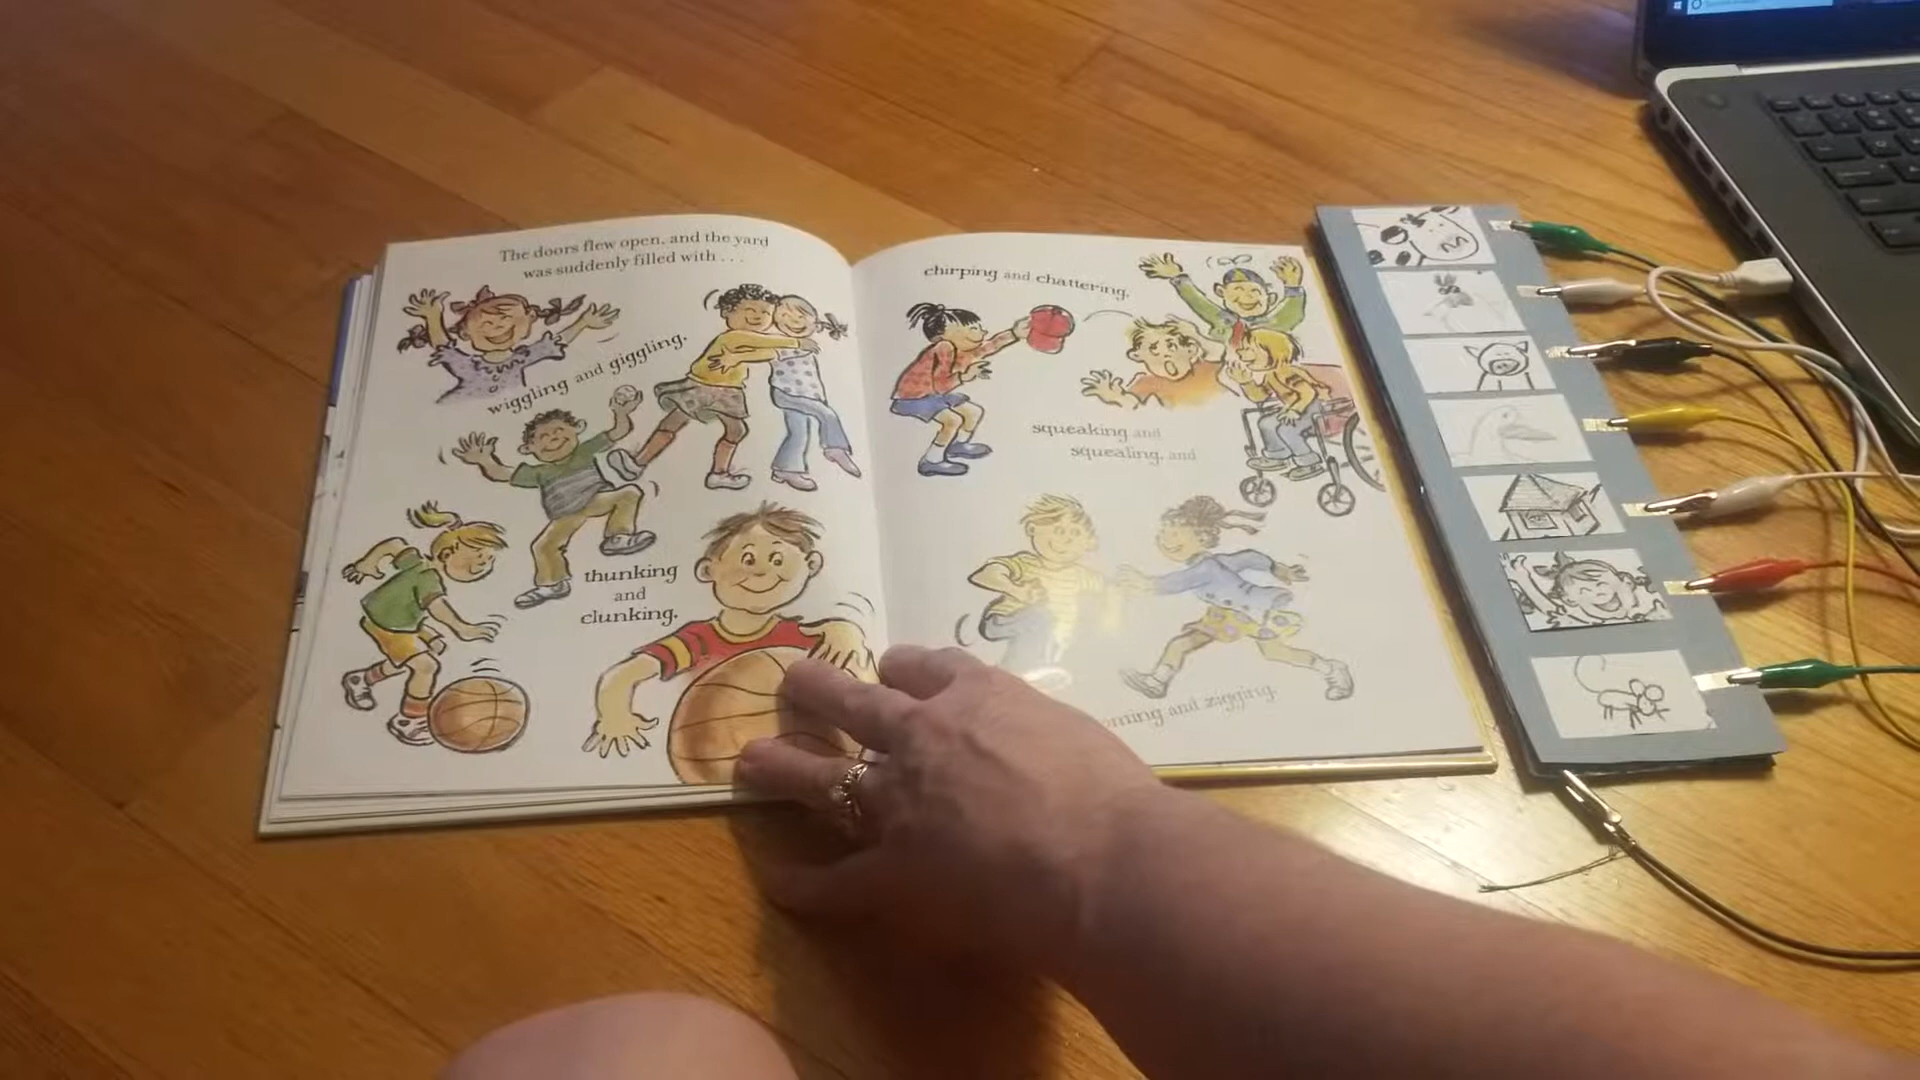 The doors flew open, and the yard
was suddenly filled with . . .
wiggling and giggling,
thunking
and
clunking,
chirping and chattering,
squeaking and
squealing, and
and zigging.